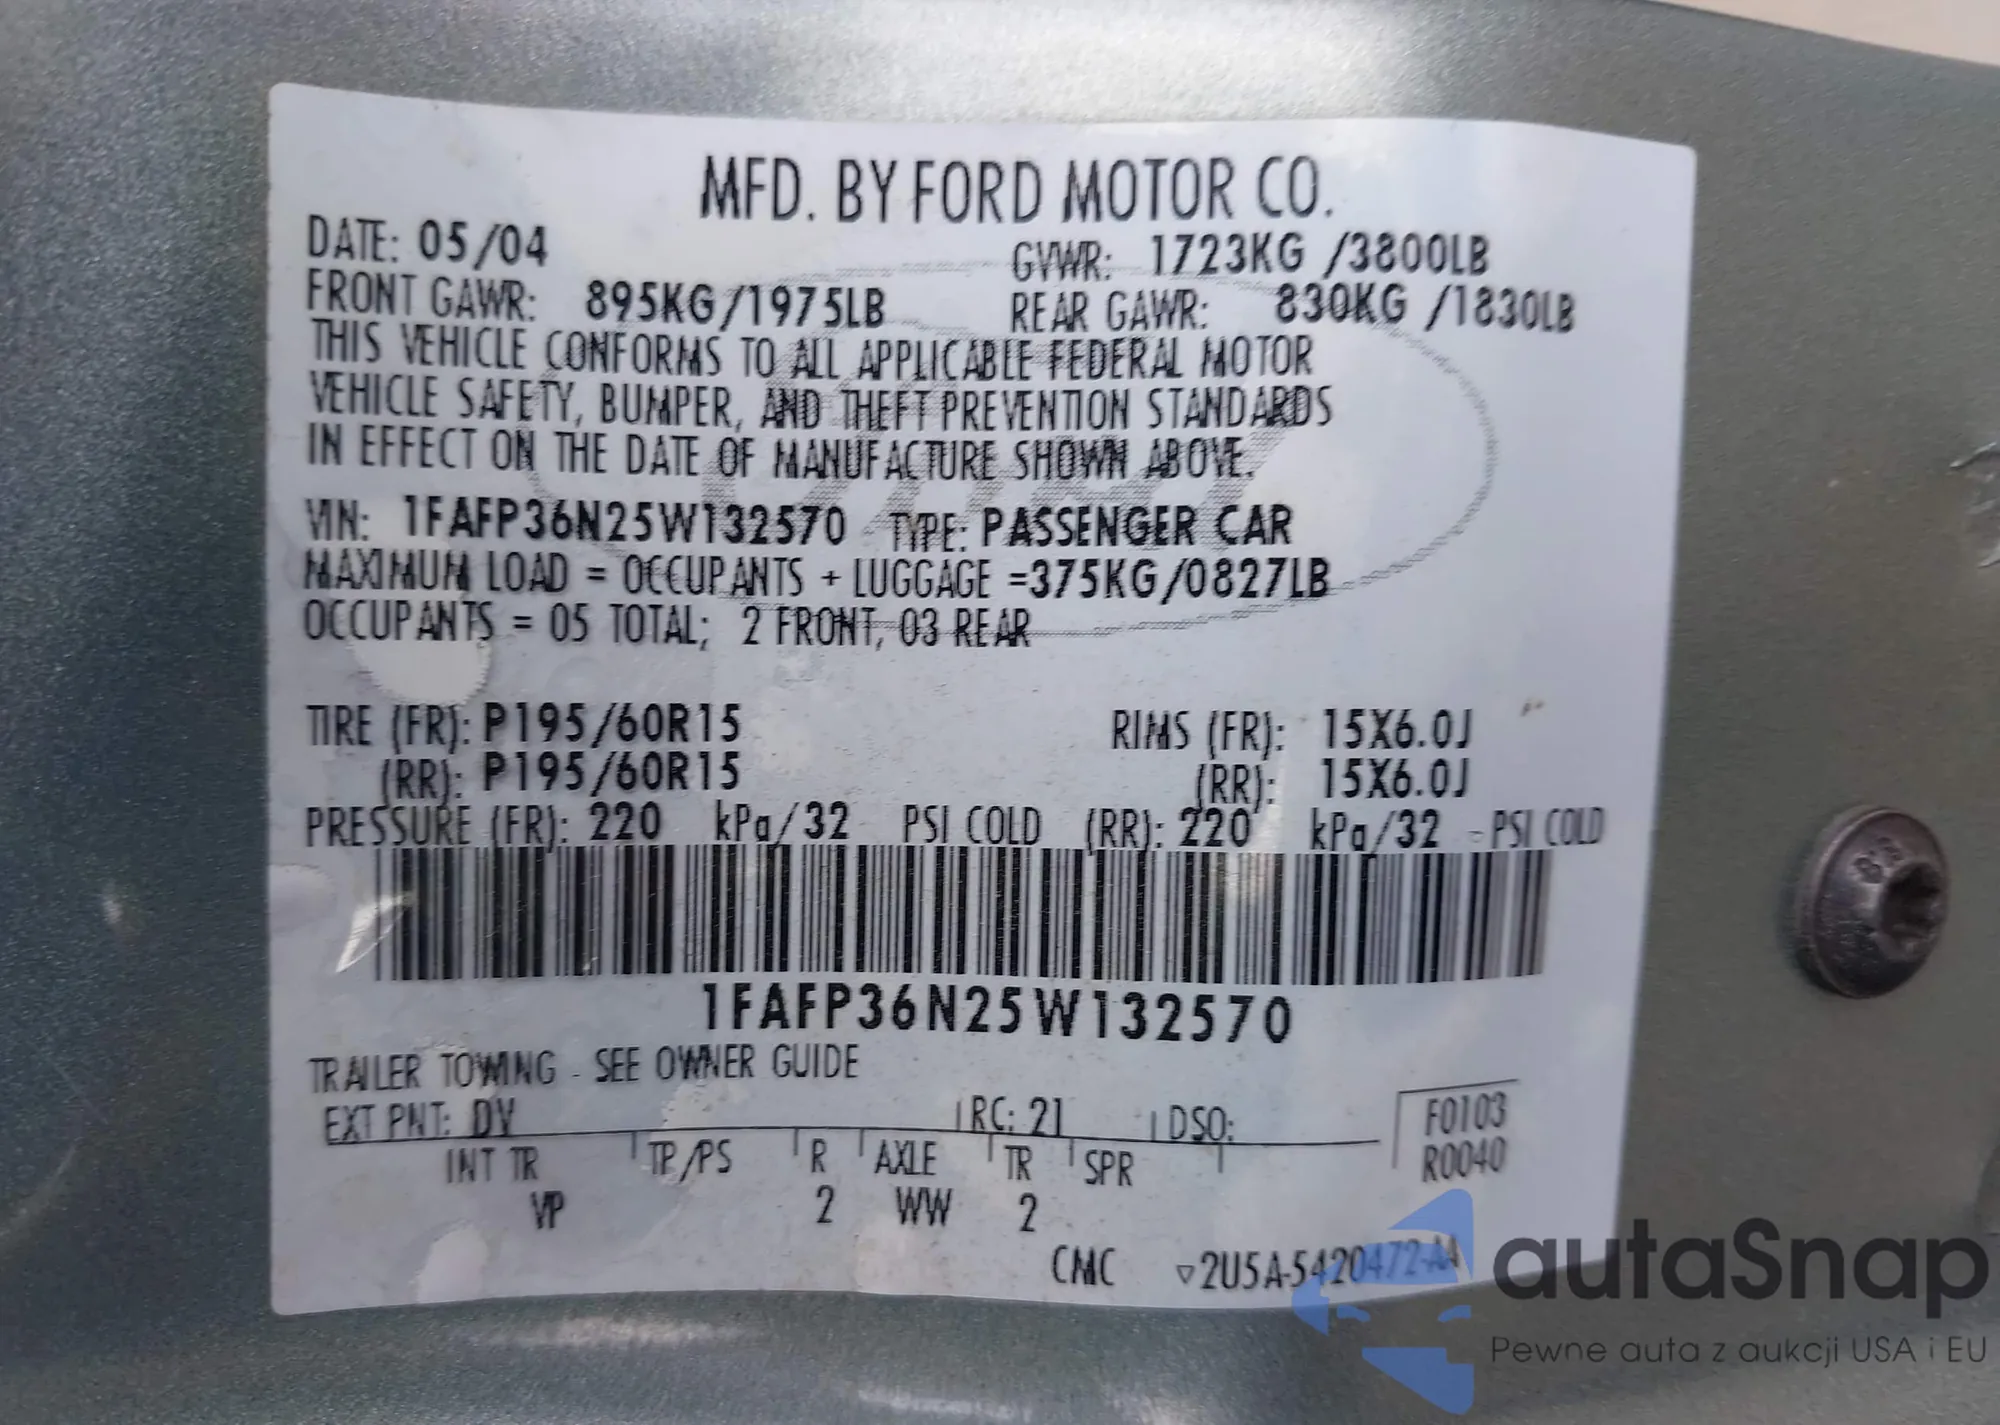 MFD. BY FORD MOTOR CO.
DATE: 05/04 GVWR: 1723KG /3800LB
FRONT GAWR: 895KG/1975LB REAR GAWR: 830KG /1830LB
THIS VEHICLE CONFORMS TO ALL APPLICABLE FEDERAL MOTOR
VEHICLE SAFETY, BUMPER, AND THEFT PREVENTION STANDARDS
IN EFFECT ON THE DATE OF MANUFACTURE SHOWN ABOVE.
VIN: 1FAFP36N25W132570 TYPE: PASSENGER CAR
MAXIMUM LOAD = OCCUPANTS + LUGGAGE =375KG/0827LB
OCCUPANTS = 05 TOTAL; 2 FRONT, 03 REAR
TIRE (FR): P195/60R15 RIMS (FR): 15X6.0J
(RR): P195/60R15 (RR): 15X6.0J
PRESSURE (FR): 220 kPa/32 PSI COLD (RR): 220 kPa/32 PSI COLD
1FAFP36N25W132570
TRAILER TOWING - SEE OWNER GUIDE
EXT PNT: DV RC: 21 DSO: F0103
INT TR TP/PS R AXLE TR SPR R0040
VP 2 WW 2
CMC ▽2U5A-5420472-AA
autaSnap
Pewne auta z aukcji USA i EU